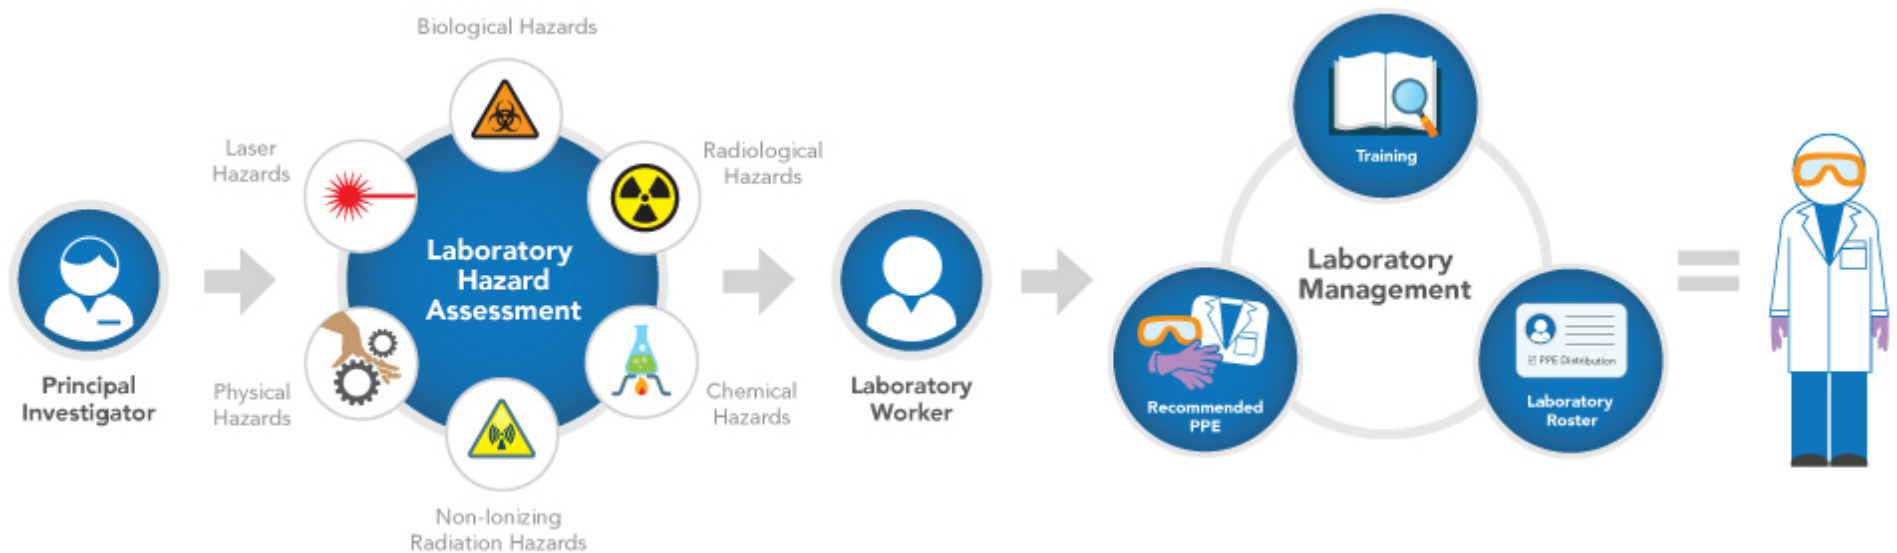 Principal
Investigator
Biological Hazards
Laser
Hazards
Radiological
Hazards
Laboratory
Hazard
Assessment
Physical
Hazards
Chemical
Hazards
Non-Ionizing
Radiation Hazards
Laboratory
Worker
Training
Laboratory
Management
Recommended
PPE
PPE Distribution
Laboratory
Roster